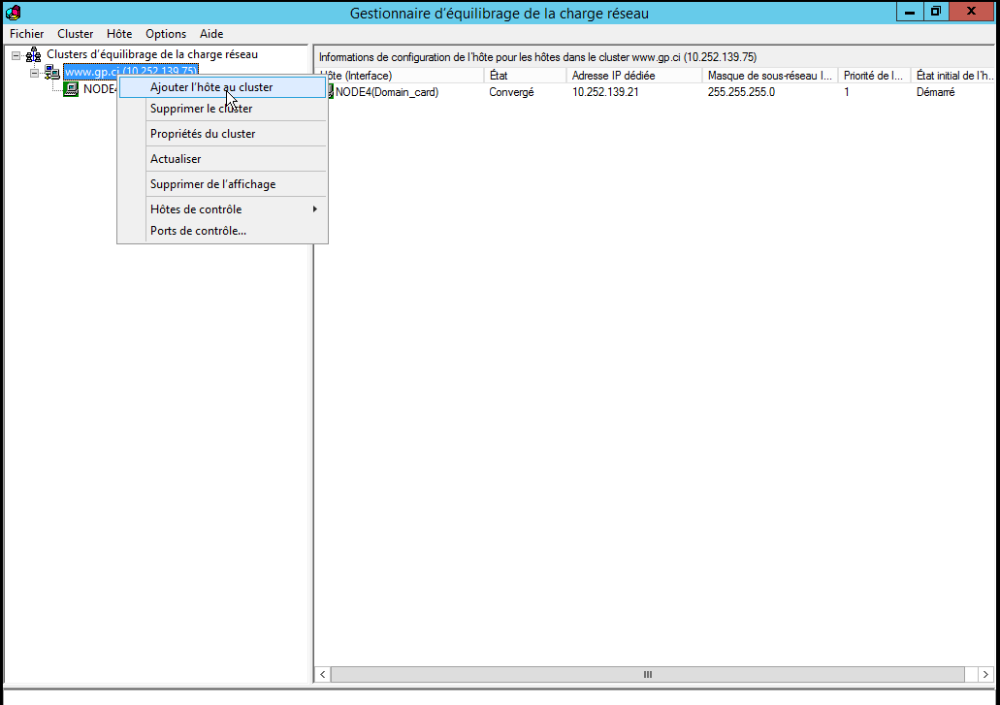 Gestionnaire d'équilibrage de la charge réseau
Fichier Cluster Hôte Options Aide
Clusters d'équilibrage de la charge réseau
www.gp.ci (10.252.139.75)
NODE4
Ajouter l'hôte au cluster
Supprimer le cluster
Propriétés du cluster
Actualiser
Supprimer de l'affichage
Hôtes de contrôle
Ports de contrôle...
Informations de configuration de l'hôte pour les hôtes dans le cluster www.gp.ci (10.252.139.75)
Hôte (Interface) État Adresse IP dédiée Masque de sous-réseau l... Priorité de l... État initial de l'h...
NODE4(Domain_card) Convergé 10.252.139.21 255.255.255.0 1 Démarré